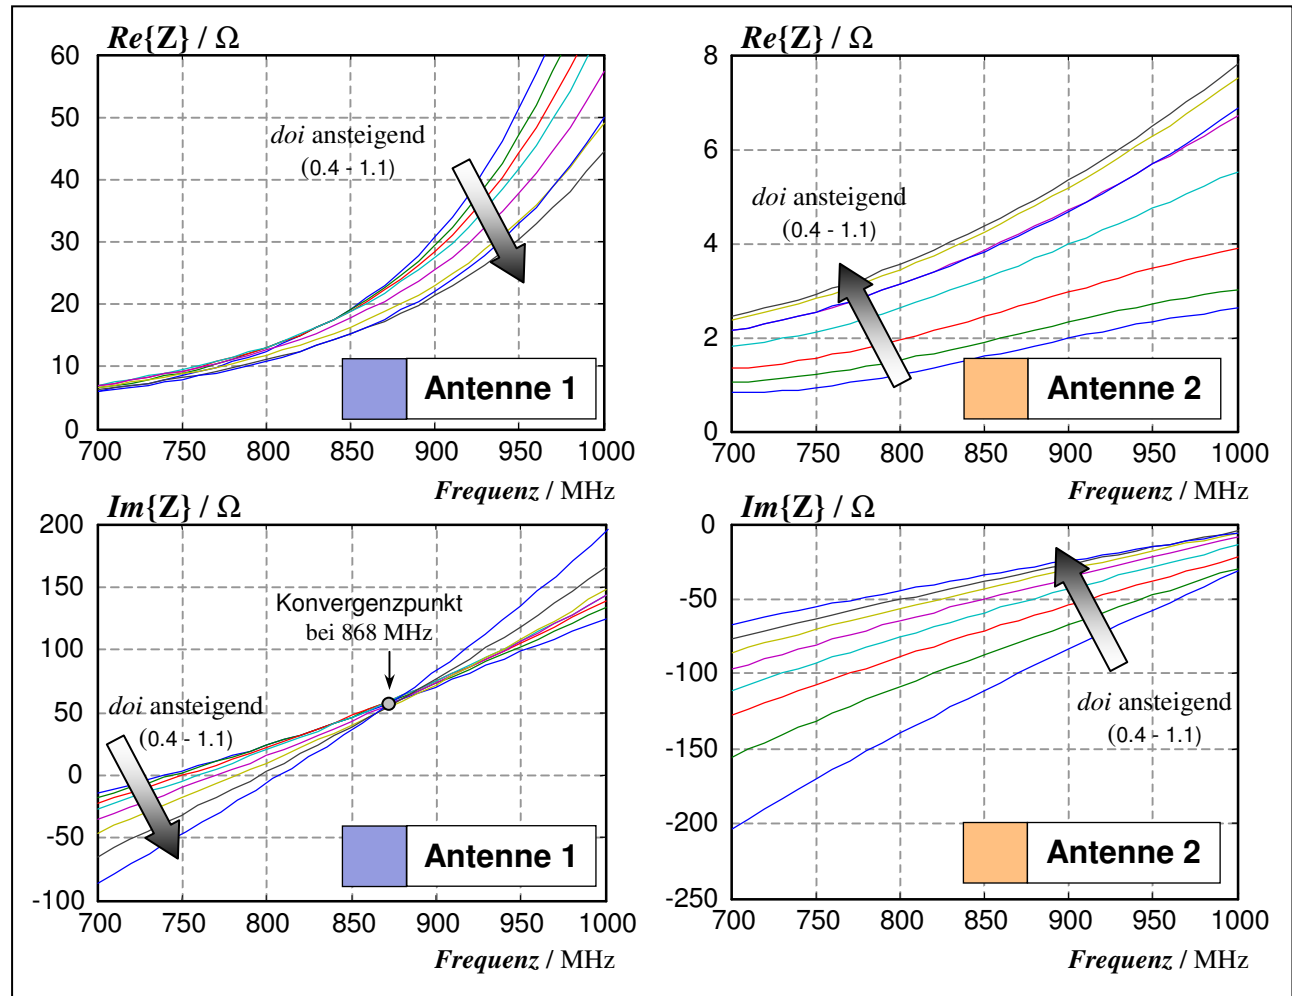 Re{Z} / Ω
60
50
40
30
20
10
0
doi ansteigend
(0.4 - 1.1)
Antenne 1
700 750 800 850 900 950 1000
Frequenz / MHz
Re{Z} / Ω
8
6
4
2
0
doi ansteigend
(0.4 - 1.1)
Antenne 2
700 750 800 850 900 950 1000
Frequenz / MHz
Im{Z} / Ω
200
150
100
50
0
-50
-100
Konvergenzpunkt
bei 868 MHz
doi ansteigend
(0.4 - 1.1)
Antenne 1
700 750 800 850 900 950 1000
Frequenz / MHz
Im{Z} / Ω
0
-50
-100
-150
-200
-250
doi ansteigend
(0.4 - 1.1)
Antenne 2
700 750 800 850 900 950 1000
Frequenz / MHz